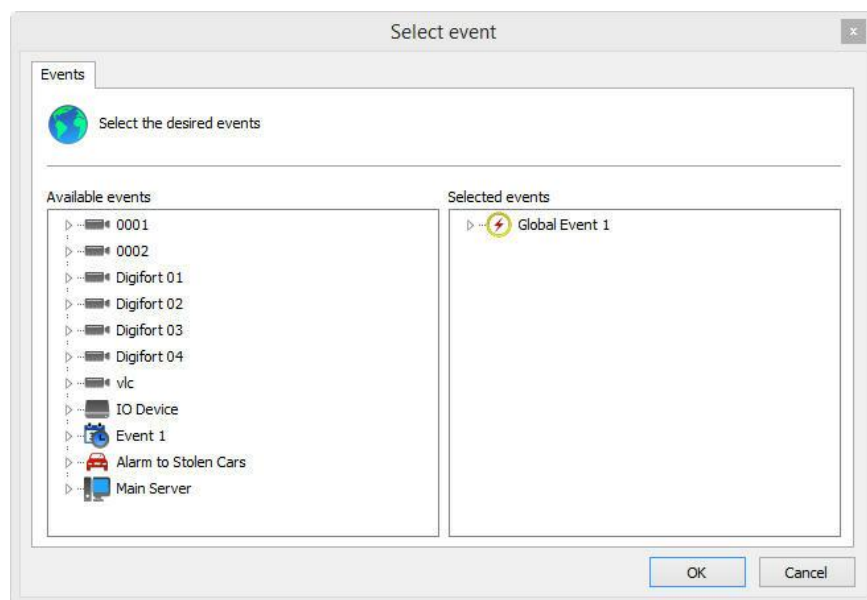 Select event
x
Events
Select the desired events
Available events
0001
0002
Digifort 01
Digifort 02
Digifort 03
Digifort 04
vlc
IO Device
Event 1
Alarm to Stolen Cars
Main Server
Selected events
Global Event 1
OK
Cancel